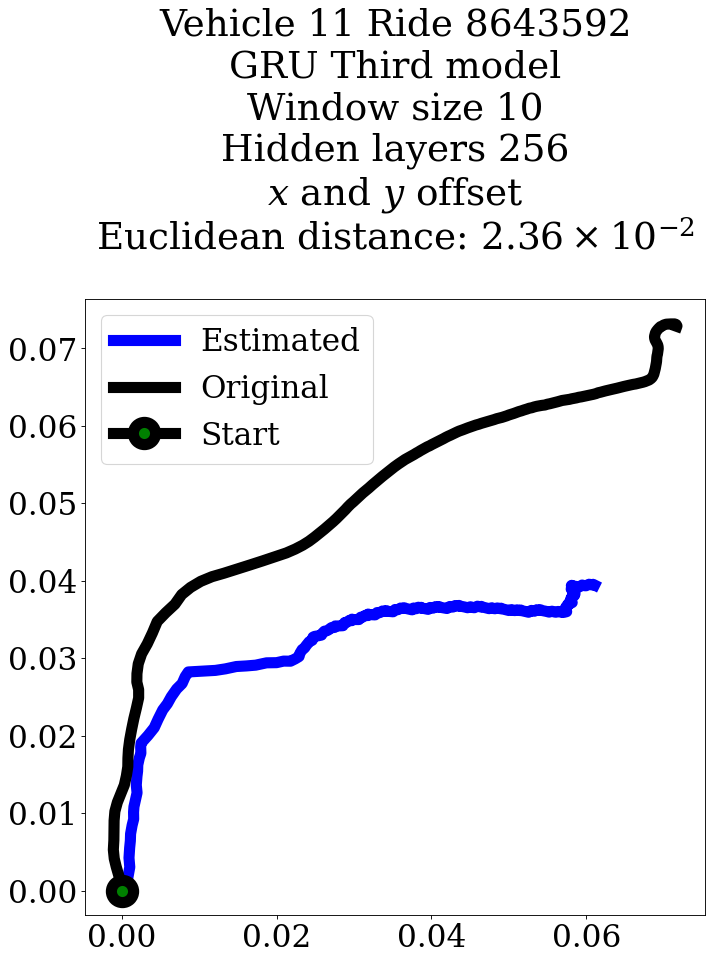 Vehicle 11 Ride 8643592
GRU Third model
Window size 10
Hidden layers 256
x and y offset
Euclidean distance: 2.36 × 10⁻²
Estimated
Original
Start
0.07
0.06
0.05
0.04
0.03
0.02
0.01
0.00
0.00 0.02 0.04 0.06